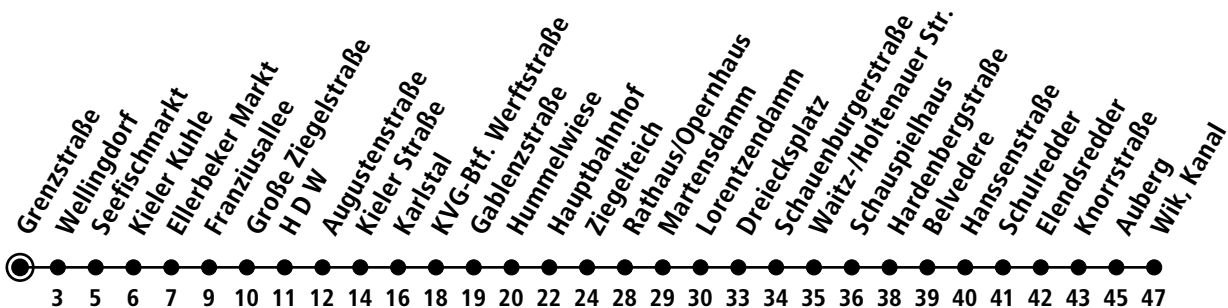 Grenzstraße
Wellingdorf
Seefischmarkt
Kieler Kuhle
Ellerbeker Markt
Franziusallee
Große Ziegelstraße
H D W
Augustenstraße
Kieler Straße
Karlstal
KVG-Btf. Werftstraße
Gablenzstraße
Hummelwiese
Hauptbahnhof
Ziegelteich
Rathaus/Opernhaus
Martensdamm
Lorentzendamm
Dreiecksplatz
Schauenburgerstraße
Waitz-/Holtenauer Str.
Schauspielhaus
Hardenbergstraße
Belvedere
Hanssenstraße
Schulredder
Elendsredder
Knorrstraße
Auberg
Wik, Kanal
3 5 6 7 9 10 11 12 14 16 18 19 20 22 24 28 29 30 33 34 35 36 38 39 40 41 42 43 45 47